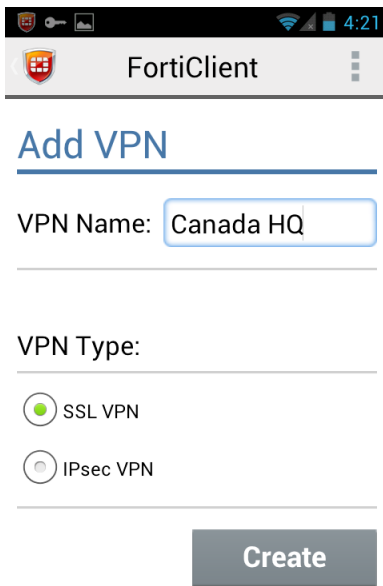 4:21
FortiClient
Add VPN
VPN Name: Canada HQ
VPN Type:
SSL VPN
IPsec VPN
Create